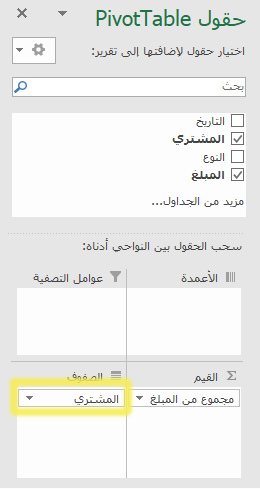 حقول PivotTable
اختيار حقول لإضافتها إلى تقرير:
بحث
التاريخ
المشتري
النوع
المبلغ
مزيد من الجداول...
سحب الحقول بين النواحي أدناه:
الأعمدة
عوامل التصفية
القيم
الصفوف
مجموع من المبلغ
المشتري